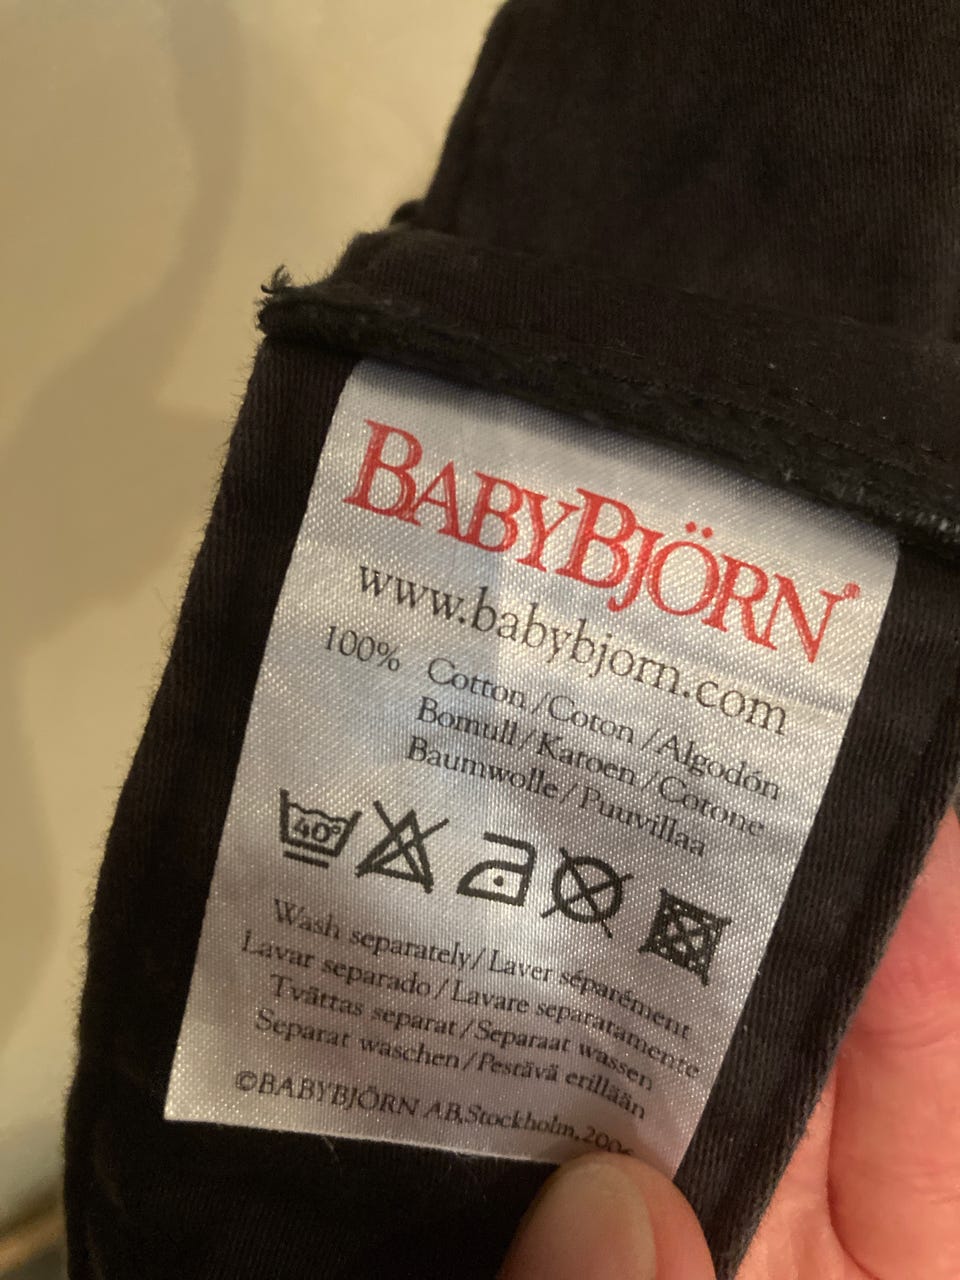 BABYBJÖRN®
www.babybjorn.com
100% Cotton/Coton/Algodón
Bomull/Katoen/Cotone
Baumwolle/Puuvillaa
40°
Wash separately/Laver séparément
Lavar separado/Lavare separatamente
Tvättas separat/Separaat wassen
Separat waschen/Pestävä erillään
©BABYBJÖRN AB,Stockholm,